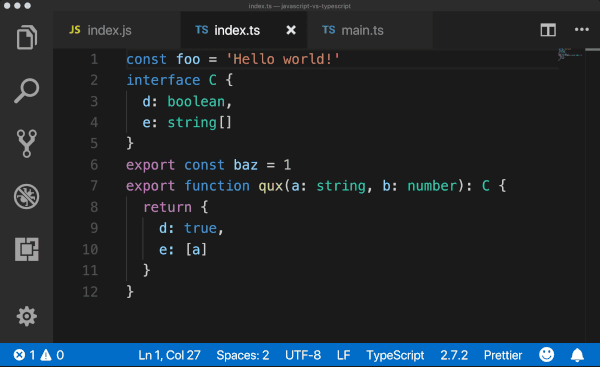 index.ts — javascript-vs-typescript
JS index.js TS index.ts × TS main.ts
1 const foo = 'Hello world!'
2 interface C {
3 d: boolean,
4 e: string[]
5 }
6 export const baz = 1
7 export function qux(a: string, b: number): C {
8 return {
9 d: true,
10 e: [a]
11 }
12 }
1 0 Ln 1, Col 27 Spaces: 2 UTF-8 LF TypeScript 2.7.2 Prettier